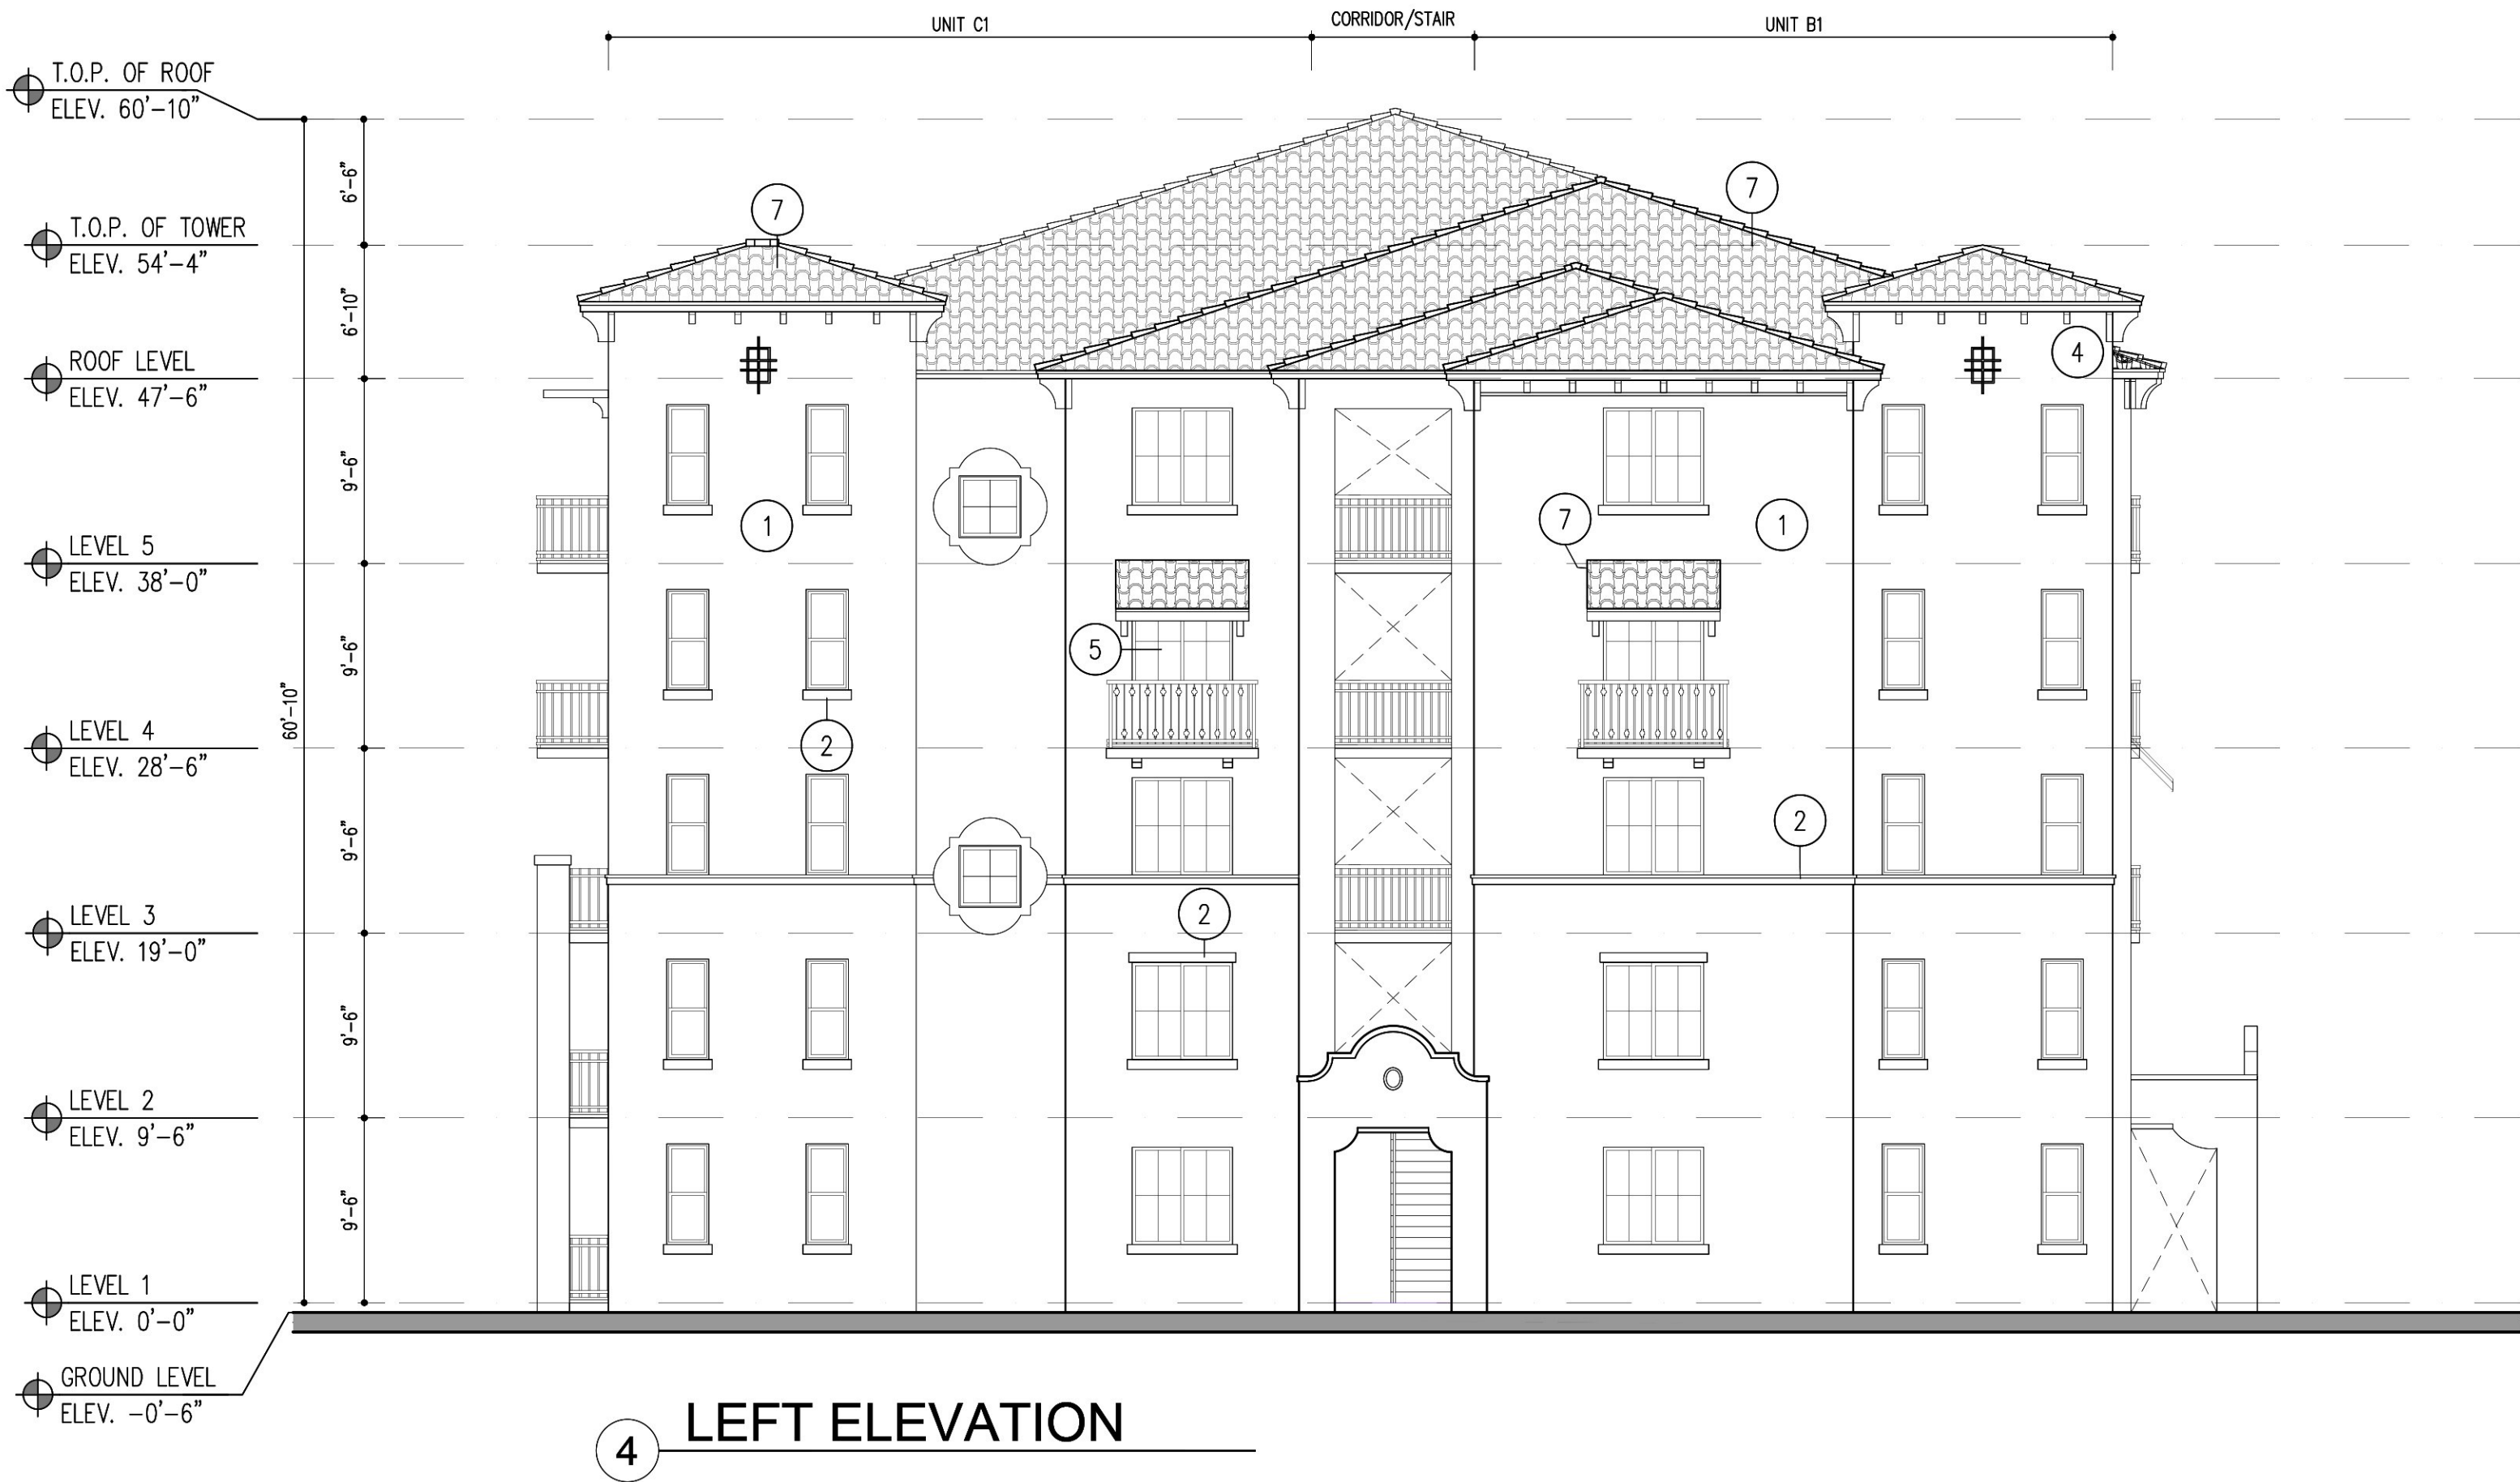 UNIT C1
CORRIDOR/STAIR
UNIT B1
T.O.P. OF ROOF
ELEV. 60'-10"
6'-6"
7
7
T.O.P. OF TOWER
ELEV. 54'-4"
6'-10"
4
ROOF LEVEL
ELEV. 47'-6"
9'-6"
1
7
1
LEVEL 5
ELEV. 38'-0"
9'-6"
5
60'-10"
2
LEVEL 4
ELEV. 28'-6"
9'-6"
2
2
LEVEL 3
ELEV. 19'-0"
9'-6"
LEVEL 2
ELEV. 9'-6"
9'-6"
LEVEL 1
ELEV. 0'-0"
GROUND LEVEL
ELEV. -0'-6"
4 LEFT ELEVATION